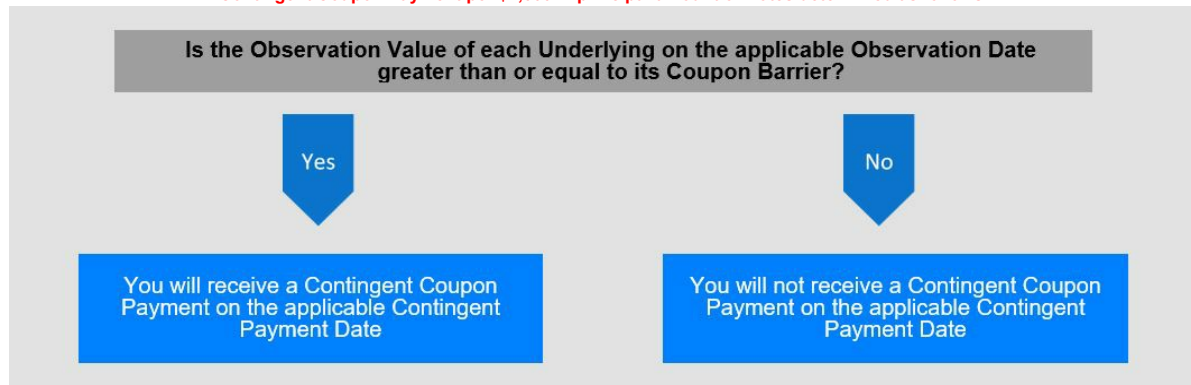 Is the Observation Value of each Underlying on the applicable Observation Date
greater than or equal to its Coupon Barrier?
Yes
No
You will receive a Contingent Coupon
Payment on the applicable Contingent
Payment Date
You will not receive a Contingent Coupon
Payment on the applicable Contingent
Payment Date